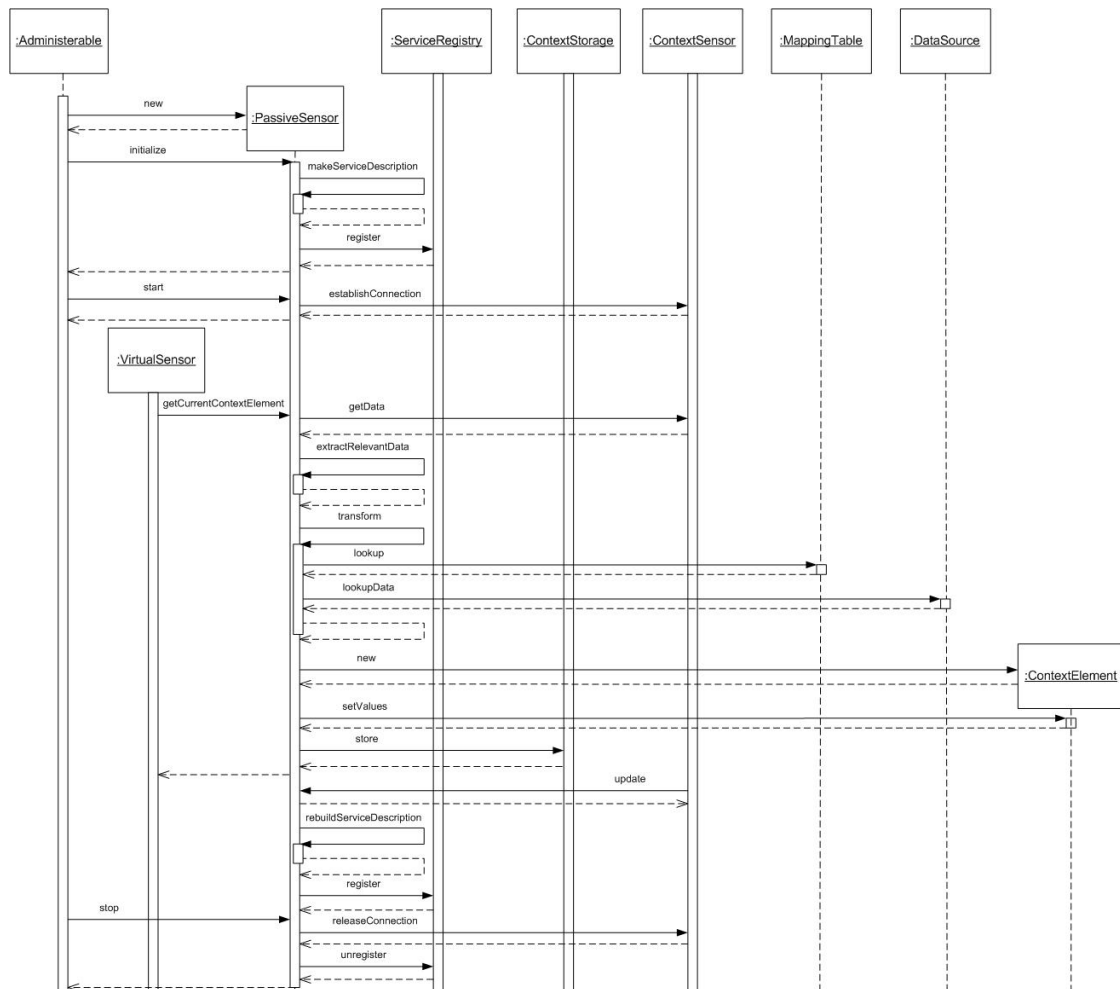 :Administerable
:ServiceRegistry
:ContextStorage
:ContextSensor
:MappingTable
:DataSource
new
:PassiveSensor
initialize
makeServiceDescription
register
start
establishConnection
:VirtualSensor
getCurrentContextElement
getData
extractRelevantData
transform
lookup
lookupData
new
:ContextElement
setValues
store
update
rebuildServiceDescription
register
stop
releaseConnection
unregister